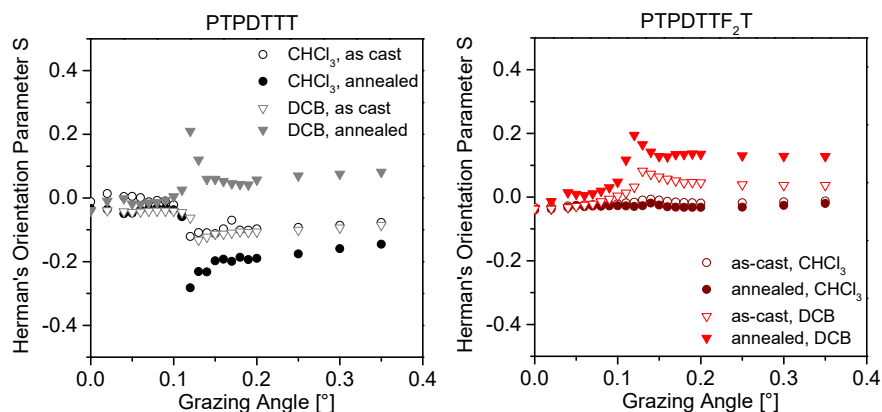 PTPDTTT
Herman's Orientation Parameter S
0.4
0.2
0.0
-0.2
-0.4
CHCl₃, as cast
CHCl₃, annealed
DCB, as cast
DCB, annealed
0.0 0.1 0.2 0.3 0.4
Grazing Angle [°]
PTPDTTF₂T
Herman's Orientation Parameter S
0.4
0.2
0.0
-0.2
-0.4
as-cast, CHCl₃
annealed, CHCl₃
as-cast, DCB
annealed, DCB
0.0 0.1 0.2 0.3 0.4
Grazing Angle [°]